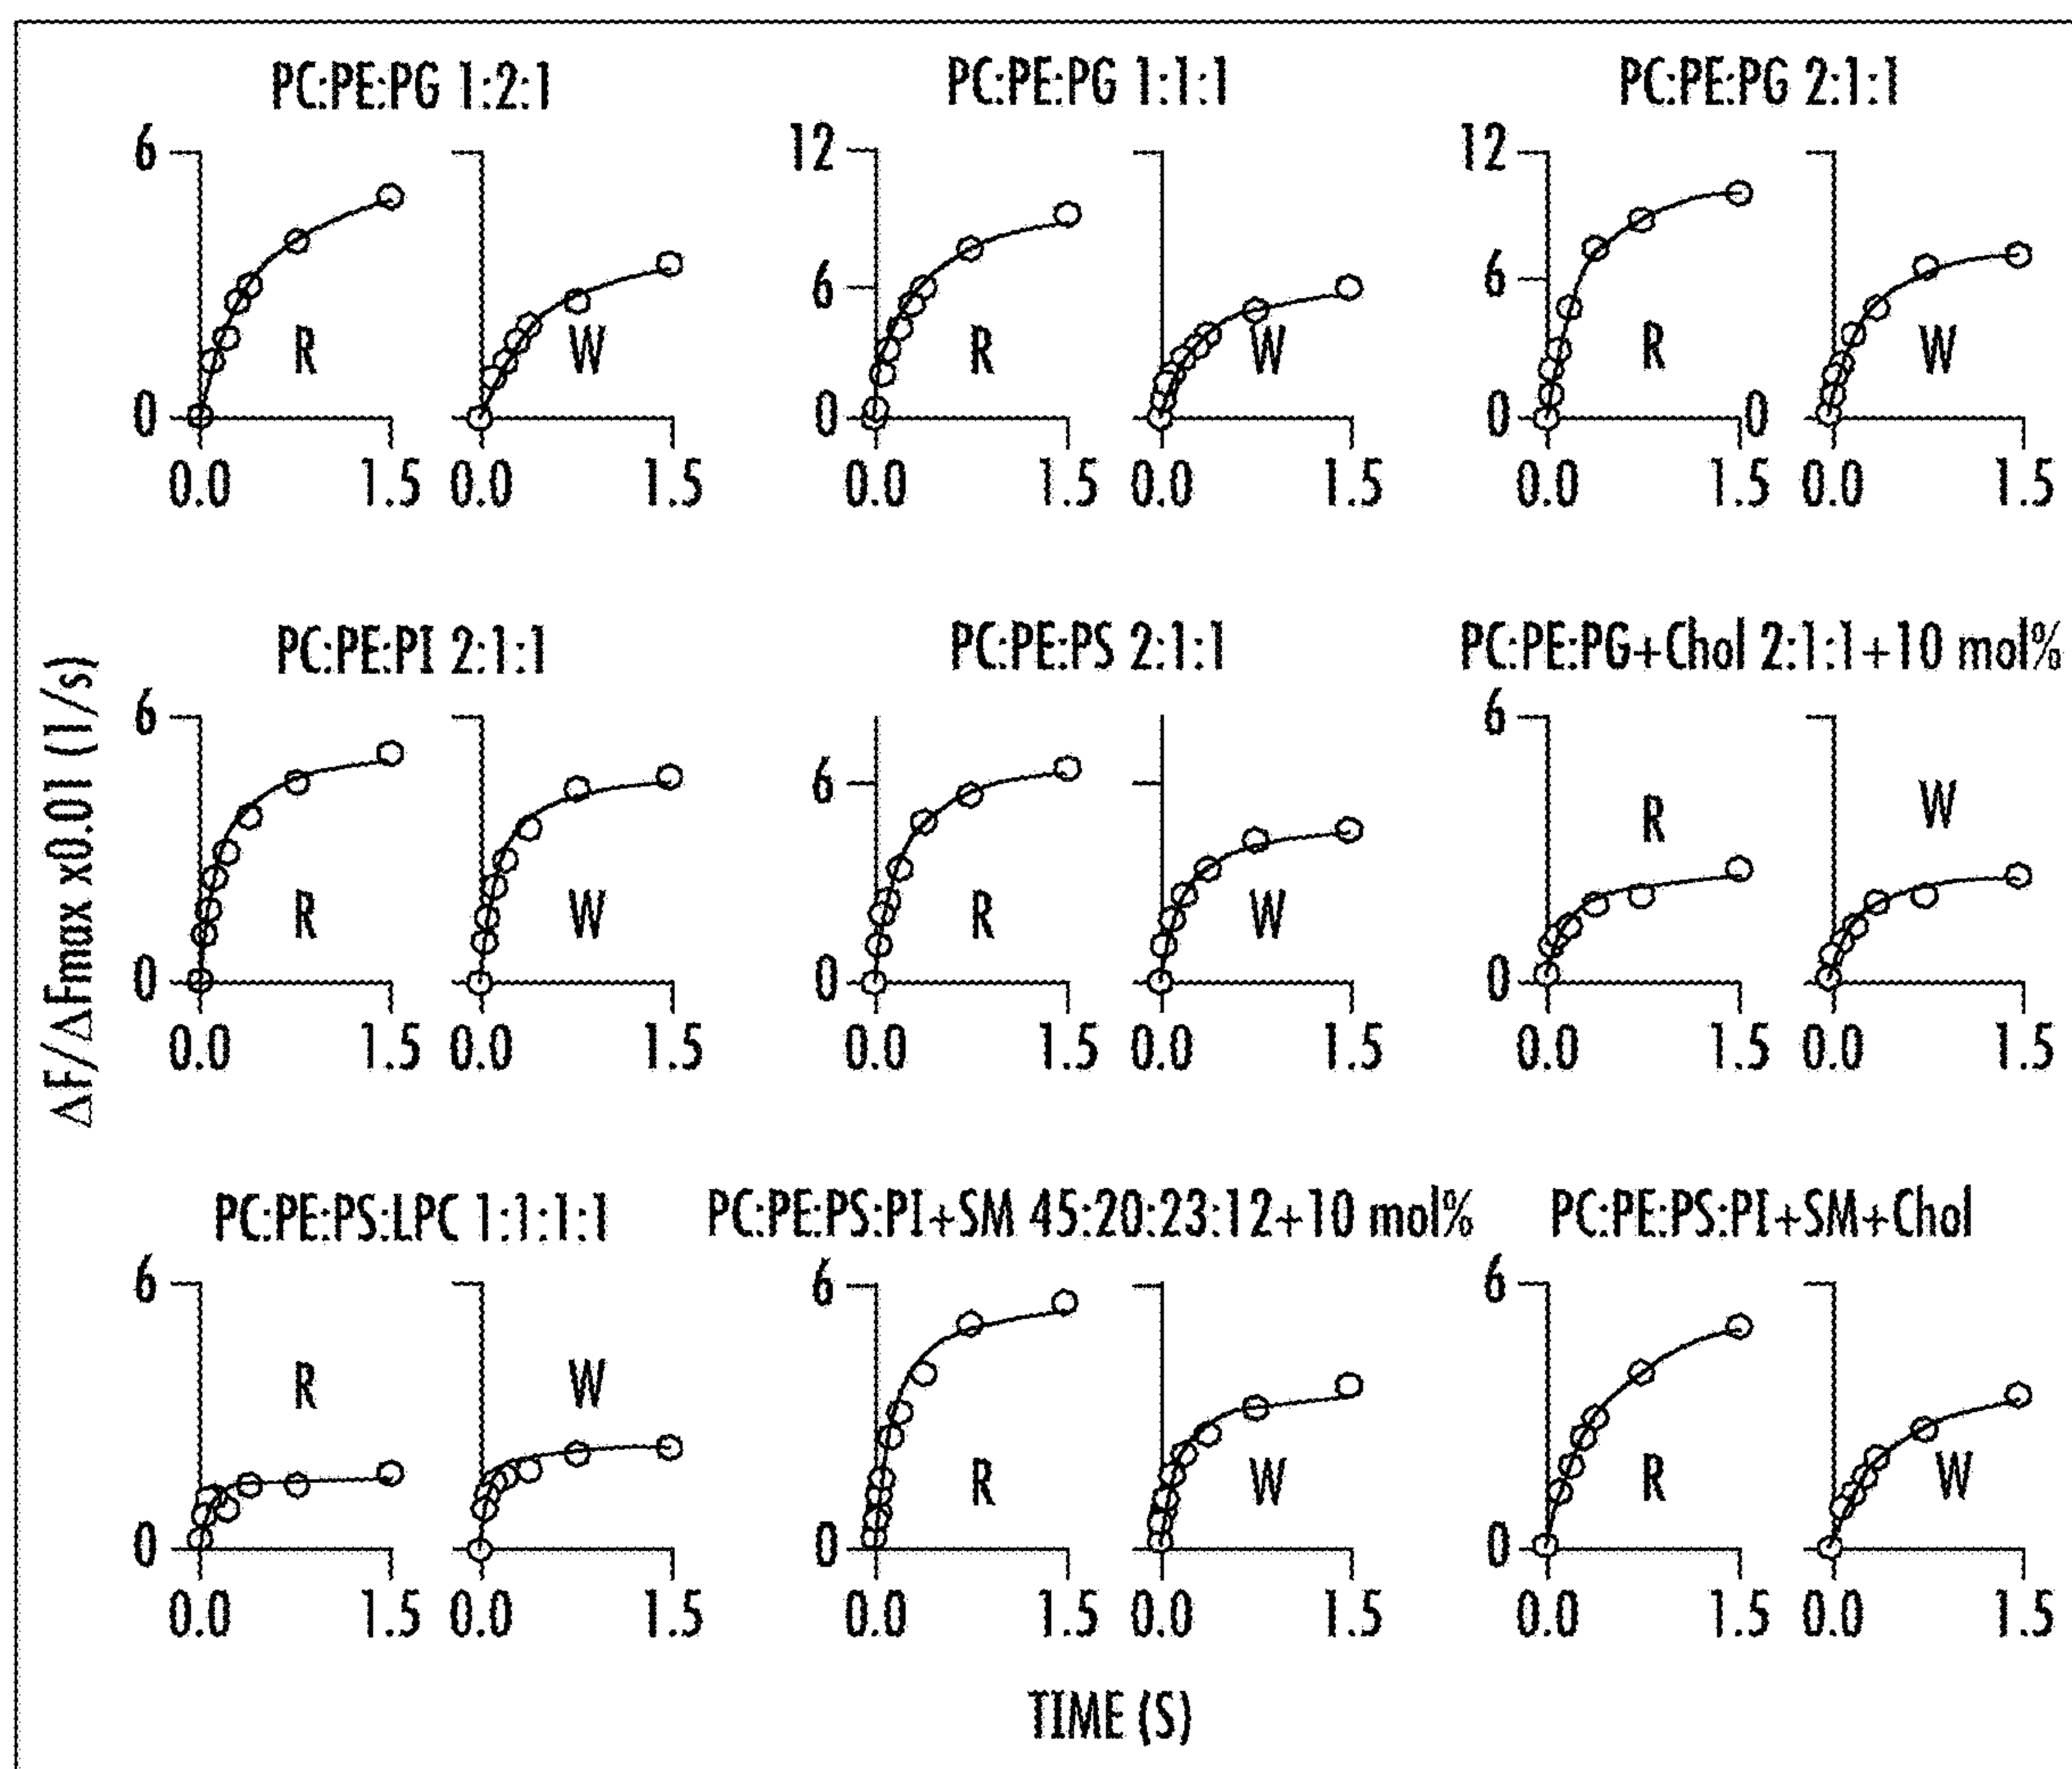 PC:PE:PG 1:2:1 PC:PE:PG 1:1:1 PC:PE:PG 2:1:1
6 12 12
6 6
R W R W R W
0 0 0 0
0.0 1.5 0.0 1.5 0.0 1.5 0.0 1.5 0.0 1.5 0.0 1.5
ΔF/ΔFmax x0.01 (1/s)
PC:PE:PI 2:1:1 PC:PE:PS 2:1:1 PC:PE:PG+Chol 2:1:1+10 mol%
6 6 6
R W R W R W
0 0 0
0.0 1.5 0.0 1.5 0.0 1.5 0.0 1.5 0.0 1.5 0.0 1.5
PC:PE:PS:LPC 1:1:1:1 PC:PE:PS:PI+SM 45:20:23:12+10 mol% PC:PE:PS:PI+SM+Chol
6 6 6
R W R W R W
0 0 0
0.0 1.5 0.0 1.5 0.0 1.5 0.0 1.5 0.0 1.5 0.0 1.5
TIME (S)